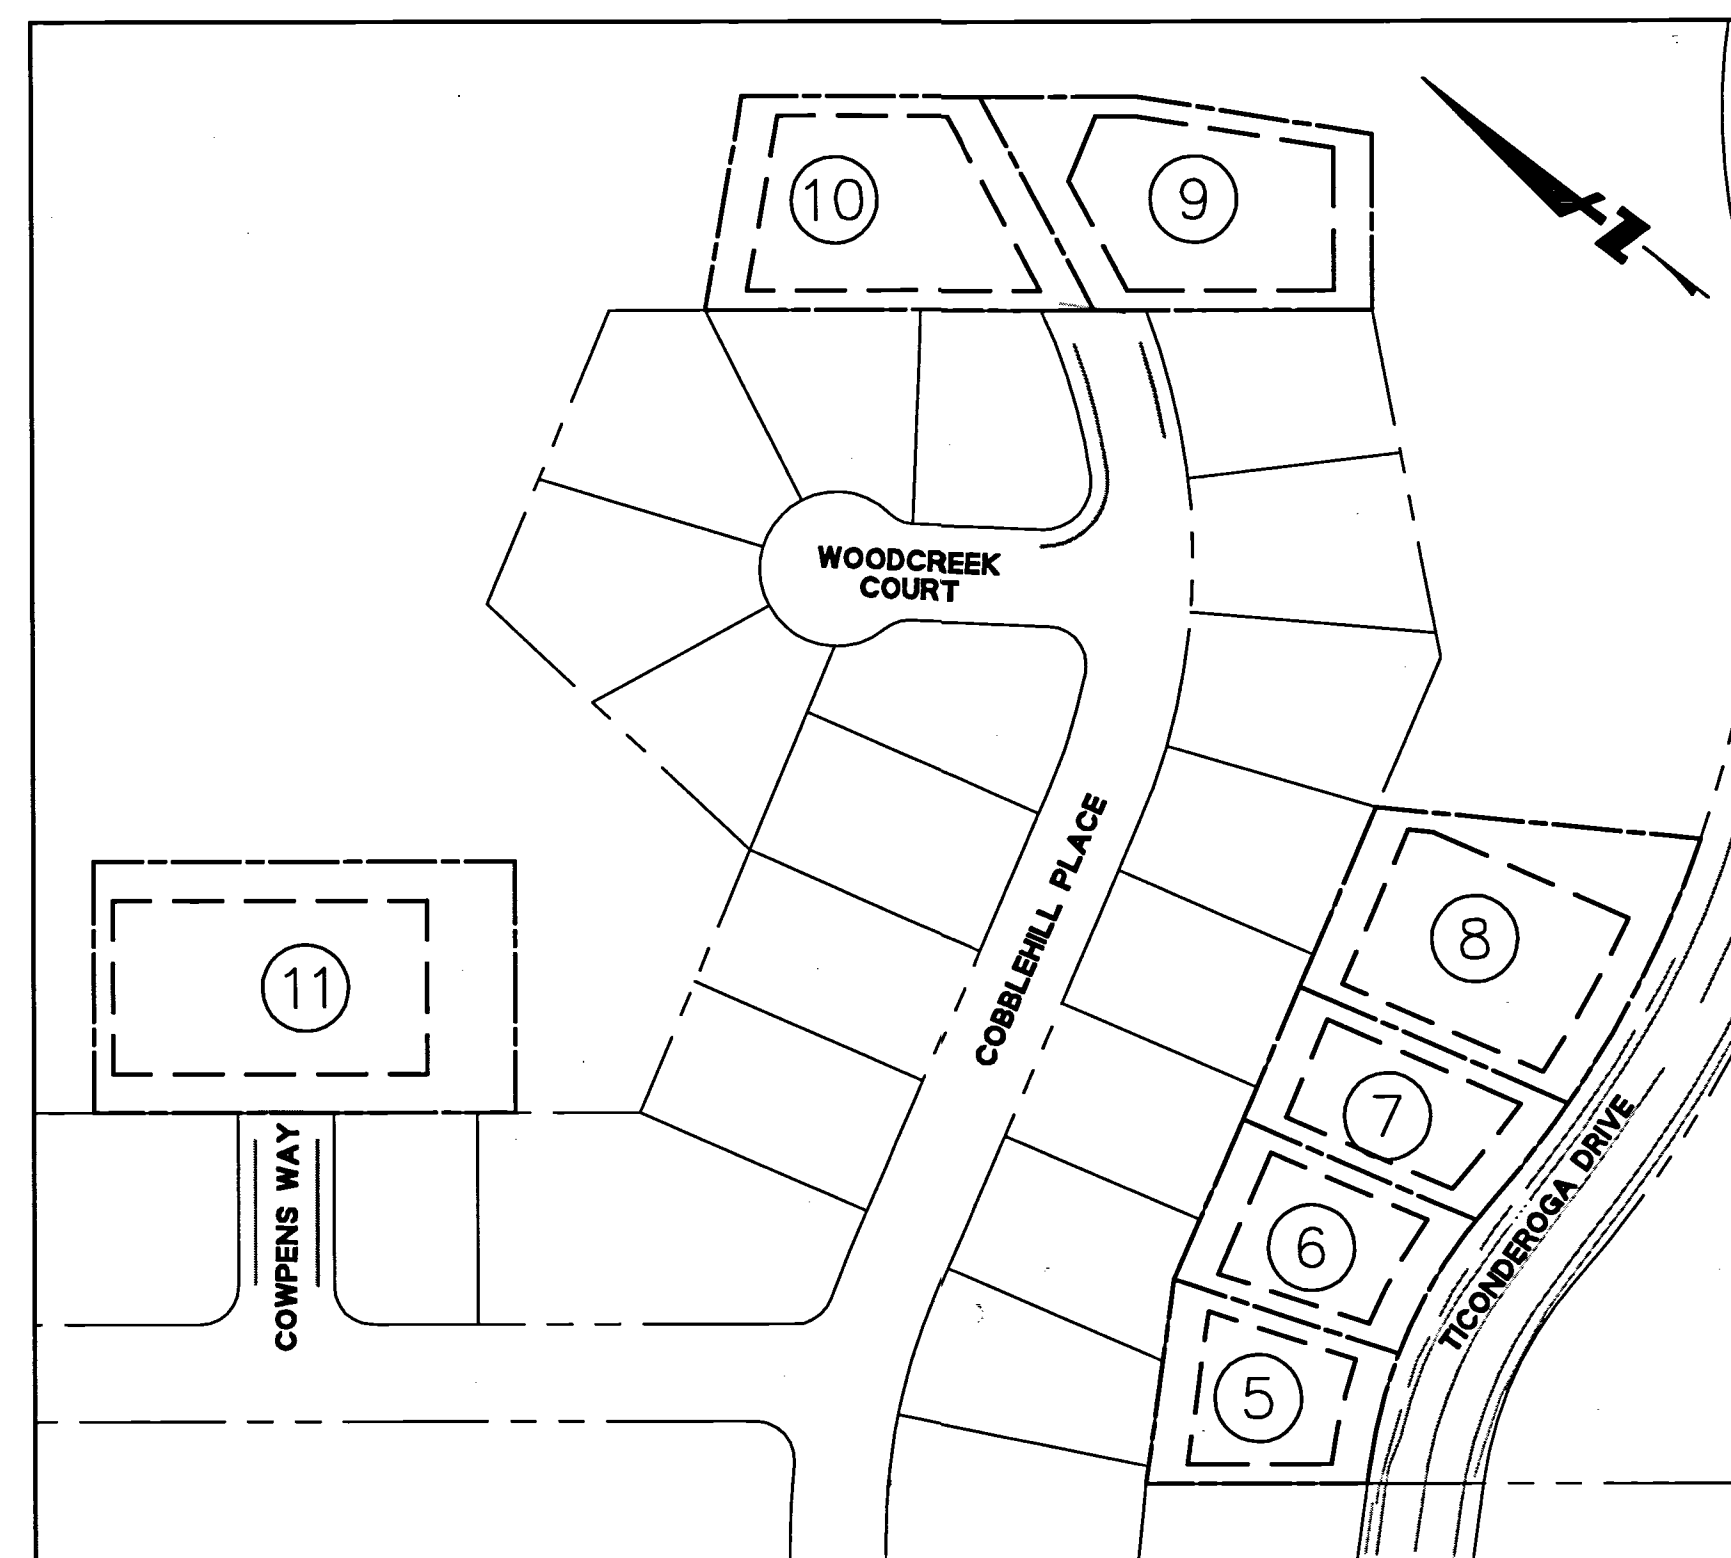 10
9
N
WOODCREEK
COURT
COBBLEHILL PLACE
8
11
7
COWPENS WAY
TICONDEROGA DRIVE
6
5